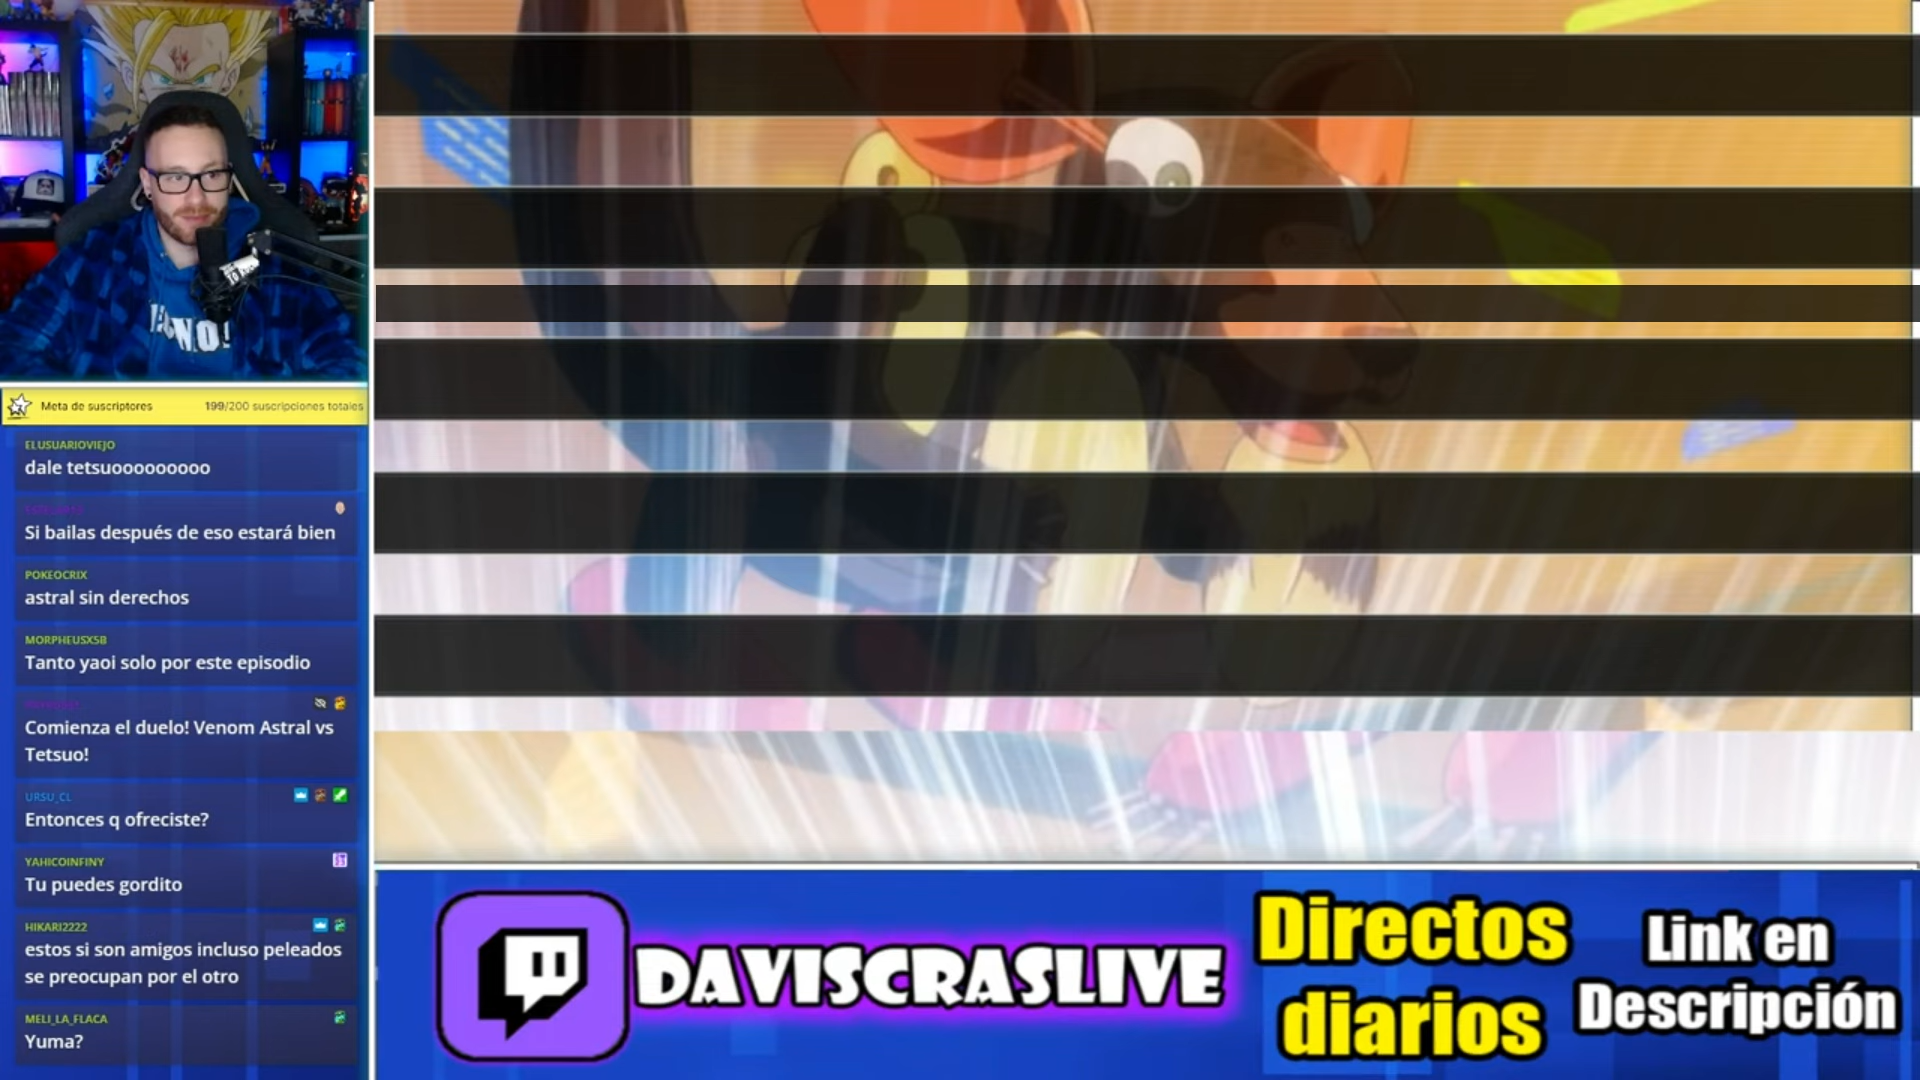 Meta de suscriptores
199/200 suscripciones totales
ELUSUARIOVIEJO
dale tetsuooooooooo
Si bailas después de eso estará bien
POKEOCRIX
astral sin derechos
MORPHEUSXSB
Tanto yaoi solo por este episodio
Comienza el duelo! Venom Astral vs
Tetsuo!
URSU_CL
Entonces q ofreciste?
YAHICOINFINY
Tu puedes gordito
HIKARI2222
estos si son amigos incluso peleados
se preocupan por el otro
MELI_LA_FLACA
Yuma?
DAVISCRASLIVE
Directos
diarios
Link en
Descripción